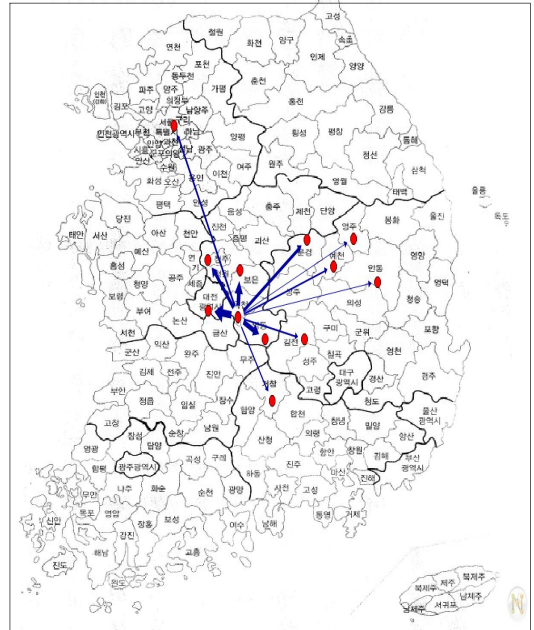 고성
철원
화천
양구
속초
연천
인제
포천
양양
동두천
춘천
파주
양주
가평
의정부
인천
(강화)
김포
고양
남양주
홍천
강릉
구리
인천광역시
부천
하남
양평
횡성
평창
동해
광주
정선
수원
이천
여주
원주
삼척
화성
오산
용인
영월
태백
평택
안성
울릉
독도
당진
음성
충주
제천
단양
진천
봉화
울진
태안
서산
아산
천안
증평
괴산
영주
문경
예천
예산
홍성
공주
보은
안동
영양
청양
세종
상주
영덕
보령
대전
의성
청송
부여
논산
서천
금산
김천
구미
군위
포항
익산
군산
완주
무주
성주
칠곡
영천
김제
전주
진안
대구
광역시
경산
경주
부안
정읍
임실
장수
거창
고령
청도
울산
광역시
고창
순창
남원
함양
합천
창녕
밀양
장성
담양
산청
의령
양산
영광
곡성
구례
함안
창원
김해
부산
광역시
함평
광주광역시
하동
진주
마산
진해
무안
나주
화순
순천
광양
사천
고성
신안
목포
영암
장흥
보성
여수
남해
통영
거제
강진
해남
고흥
진도
완도
북제주
제주
북제주
남제주
서귀포
남제주
N